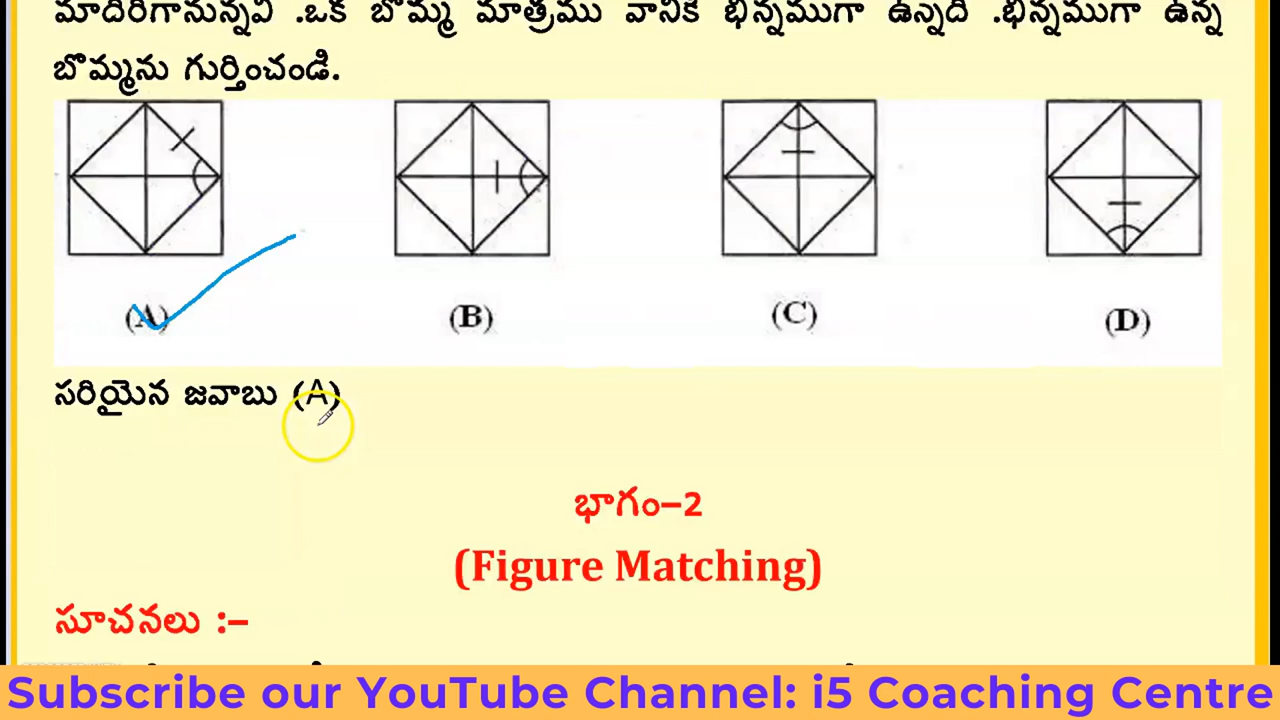 మాదిరిగానున్నవి .ఒక బొమ్మ మాత్రము వానికి భిన్నముగా ఉన్నది .భిన్నముగా ఉన్న
బొమ్మను గుర్తించండి.
(A) (B) (C) (D)
సరియైన జవాబు (A)
భాగం–2
(Figure Matching)
సూచనలు :–
Subscribe our YouTube Channel: i5 Coaching Centre